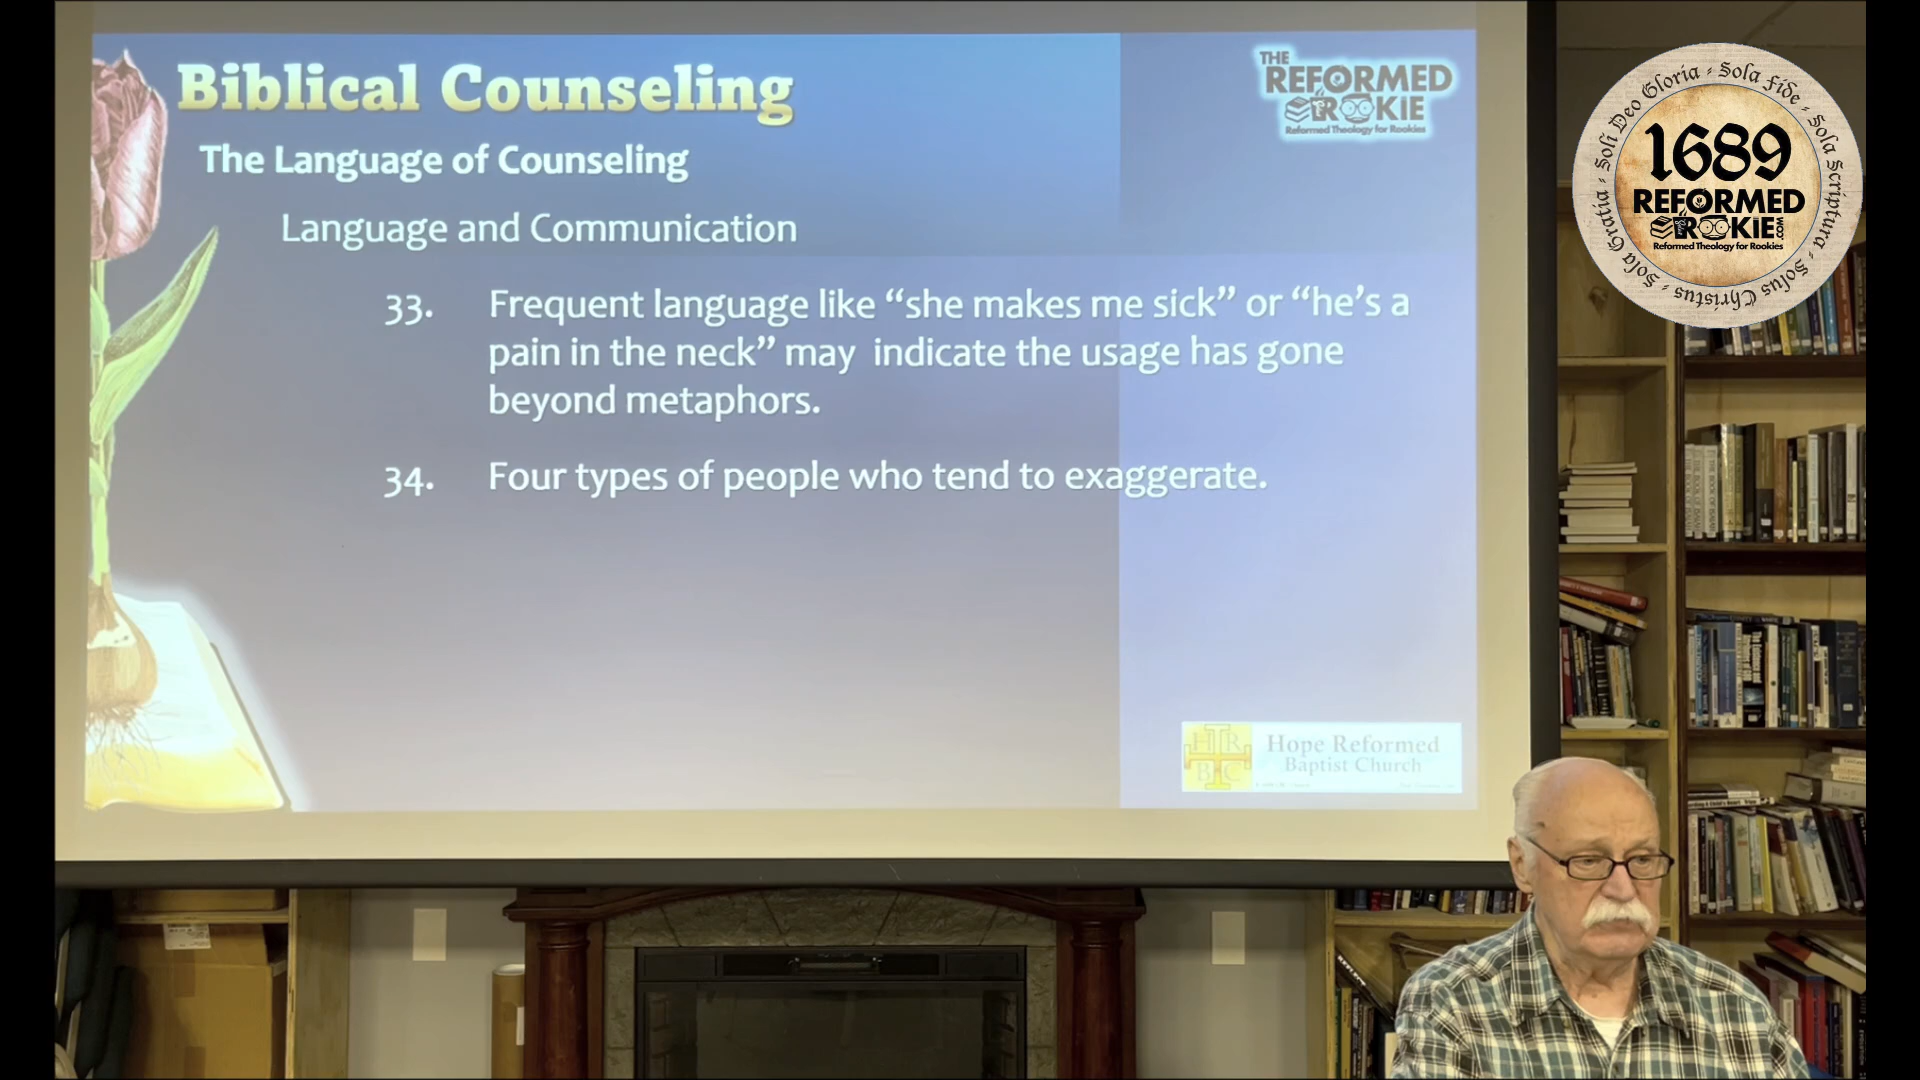 Biblical Counseling
The Language of Counseling
Language and Communication
33. Frequent language like “she makes me sick” or “he’s a
pain in the neck” may indicate the usage has gone
beyond metaphors.
34. Four types of people who tend to exaggerate.
THE
REFORMED
ROOKIE
Reformed Theology for Rookies
HRBC
Hope Reformed
Baptist Church
Soli Deo Gloria - Sola Fide - Sola Scriptura - Solus Christus - Sola Gratia -
1689
REFORMED
ROOKIE.COM
Reformed Theology for Rookies